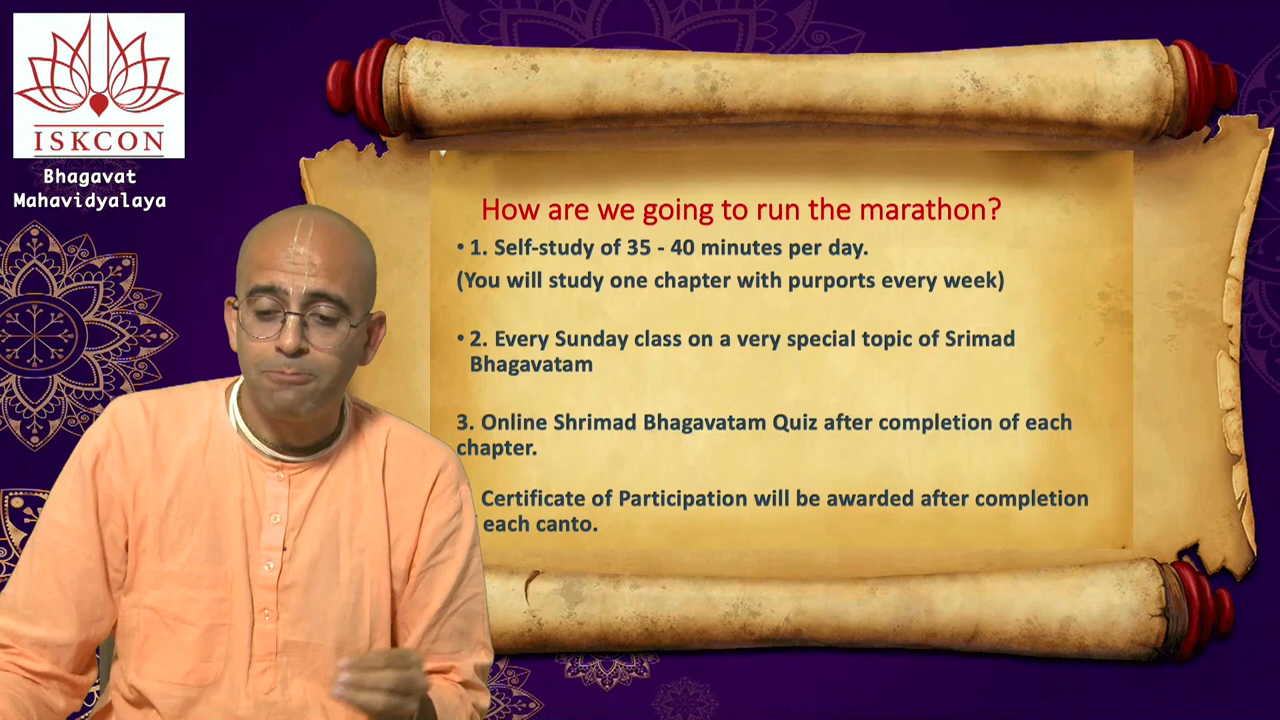 ISKCON
Bhagavat
Mahavidyalaya
How are we going to run the marathon?
• 1. Self-study of 35 - 40 minutes per day.
(You will study one chapter with purports every week)
• 2. Every Sunday class on a very special topic of Srimad
Bhagavatam
3. Online Shrimad Bhagavatam Quiz after completion of each
chapter.
Certificate of Participation will be awarded after completion
each canto.